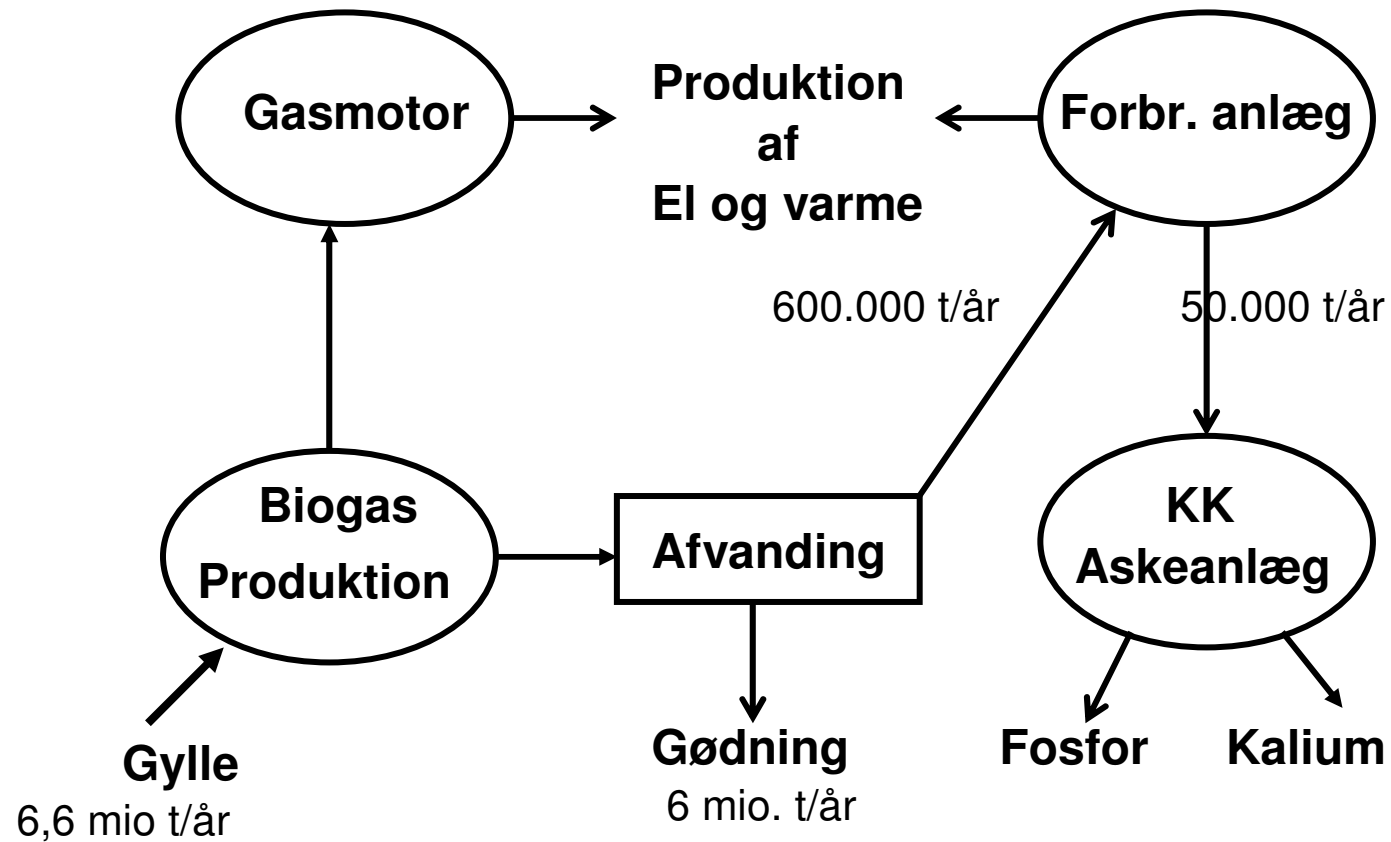 Gasmotor
Produktion
af
El og varme
Forbr. anlæg
600.000 t/år
50.000 t/år
Biogas
Produktion
Afvanding
KK
Askeanlæg
Gylle
6,6 mio t/år
Gødning
6 mio. t/år
Fosfor
Kalium